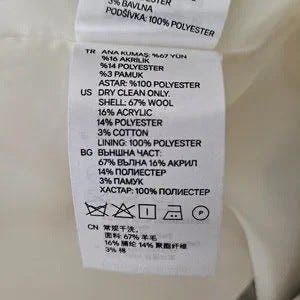 3% BAVLNA
PODŠÍVKA: 100% POLYESTER
TR ANA KUMAŞ: %67 YÜN
%16 AKRİLİK
%14 POLYESTER
%3 PAMUK
ASTAR: %100 POLYESTER
US DRY CLEAN ONLY.
SHELL: 67% WOOL
16% ACRYLIC
14% POLYESTER
3% COTTON
LINING: 100% POLYESTER
BG ВЪНШНА ЧАСТ:
67% ВЪЛНА 16% АКРИЛ
14% ПОЛИЕСТЕР
3% ПАМУК
ХАСТАР: 100% ПОЛИЕСТЕР
P
CN 常规干洗。
面料: 67% 羊毛
16% 腈纶 14% 聚酯纤维
3% 棉